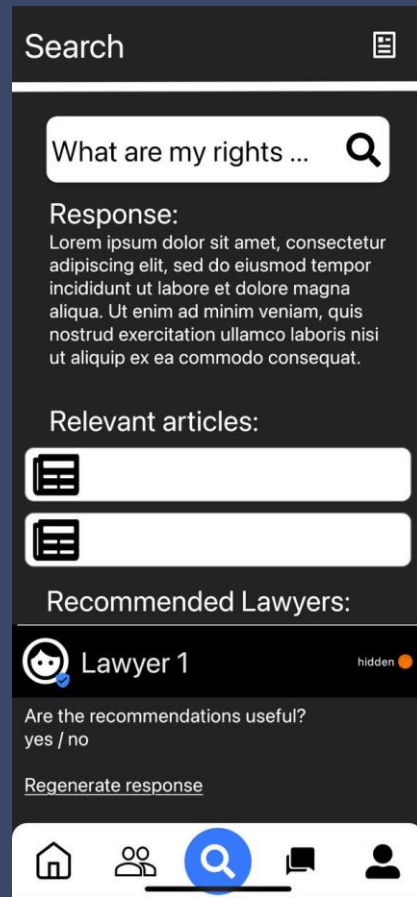 Search
What are my rights ...
Response:
Lorem ipsum dolor sit amet, consectetur
adipiscing elit, sed do eiusmod tempor
incididunt ut labore et dolore magna
aliqua. Ut enim ad minim veniam, quis
nostrud exercitation ullamco laboris nisi
ut aliquip ex ea commodo consequat.
Relevant articles:
Recommended Lawyers:
Lawyer 1
hidden
Are the recommendations useful?
yes / no
Regenerate response